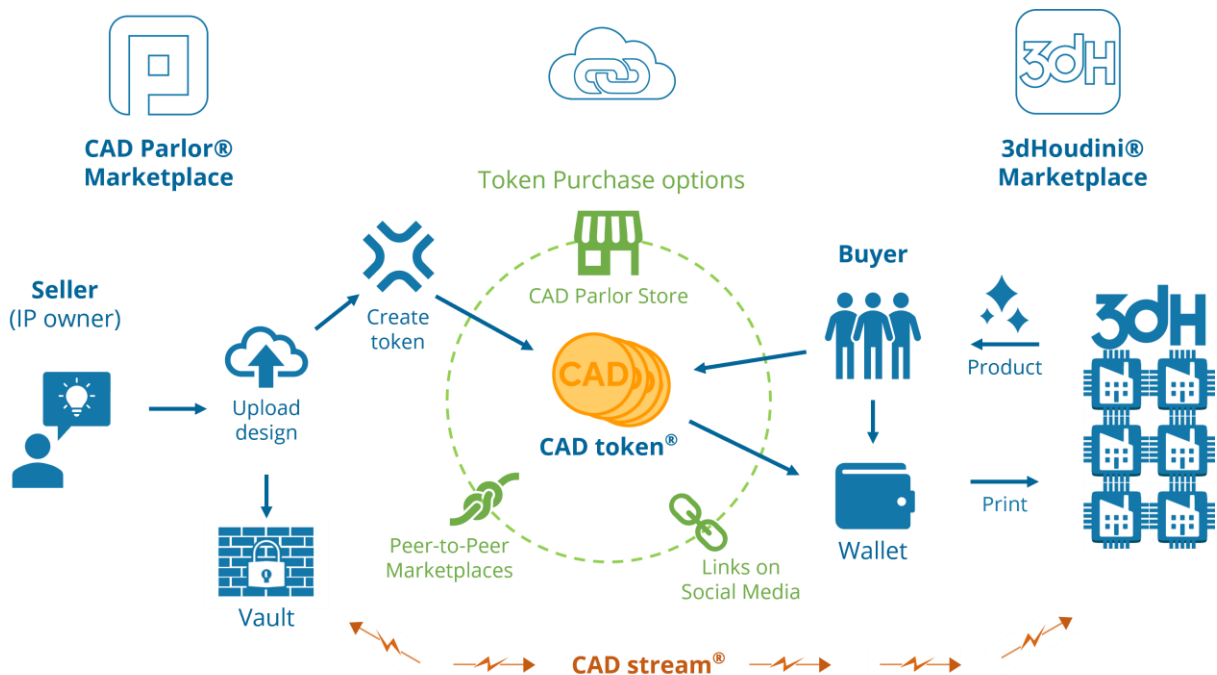 3dH
CAD Parlor®
Marketplace
3dHoudini®
Marketplace
Token Purchase options
CAD Parlor Store
Seller
(IP owner)
Upload
design
Create
token
Vault
CAD
CAD token®
Peer-to-Peer
Marketplaces
Links on
Social Media
Buyer
Wallet
Product
Print
3dH
CAD stream®